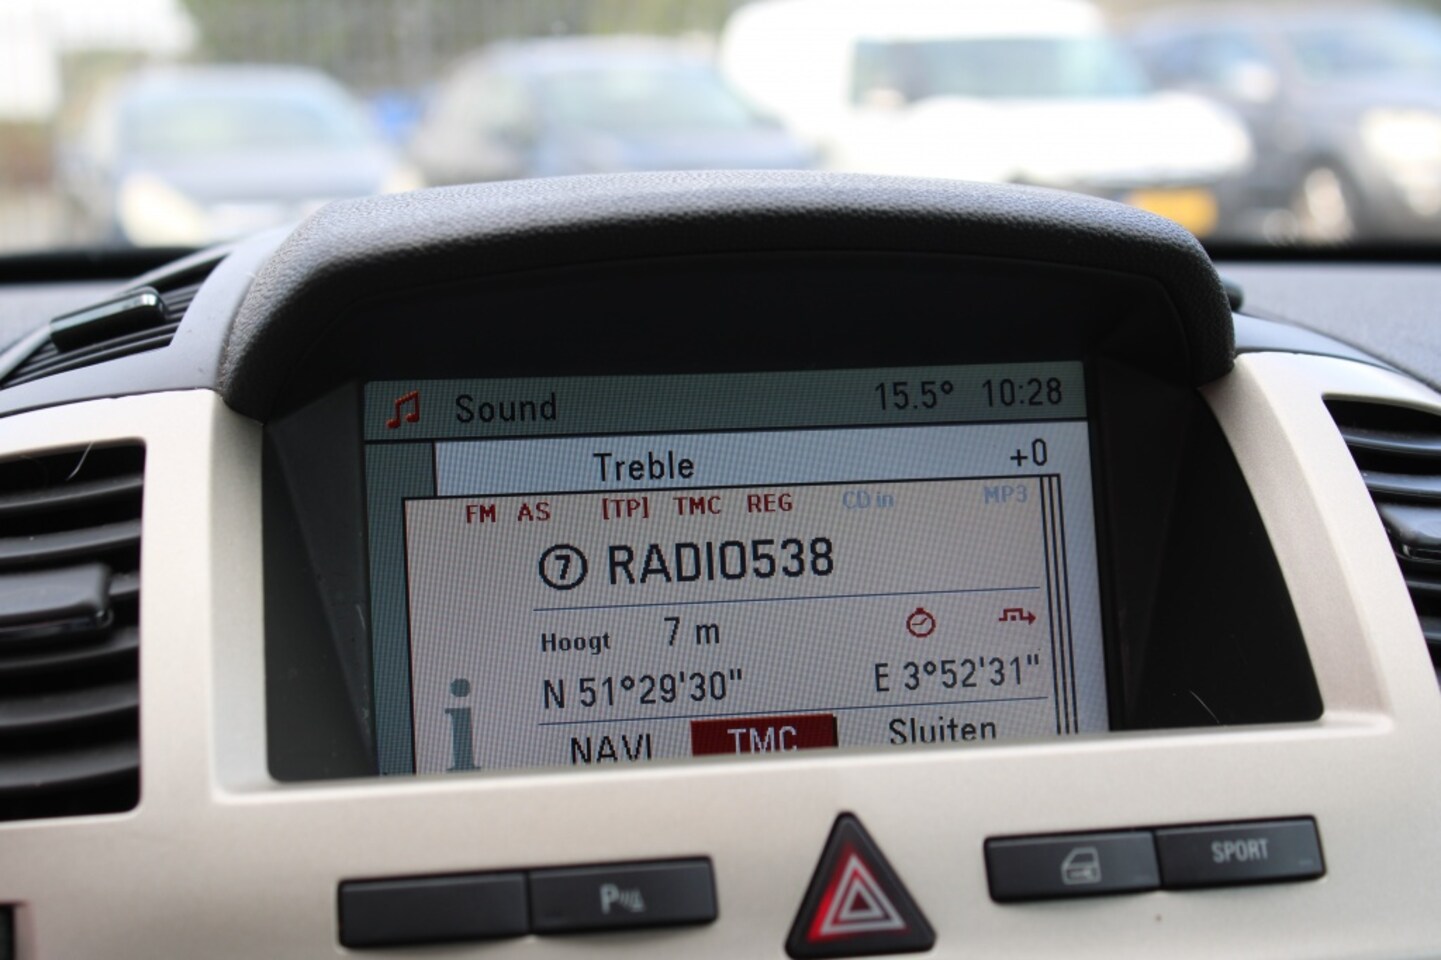 Sound 15.5° 10:28
Treble +0
FM AS [TP] TMC REG CD in MP3
7 RADIO538
Hoogt 7 m
N 51°29'30" E 3°52'31"
i
NAVI TMC Sluiten
P
SPORT